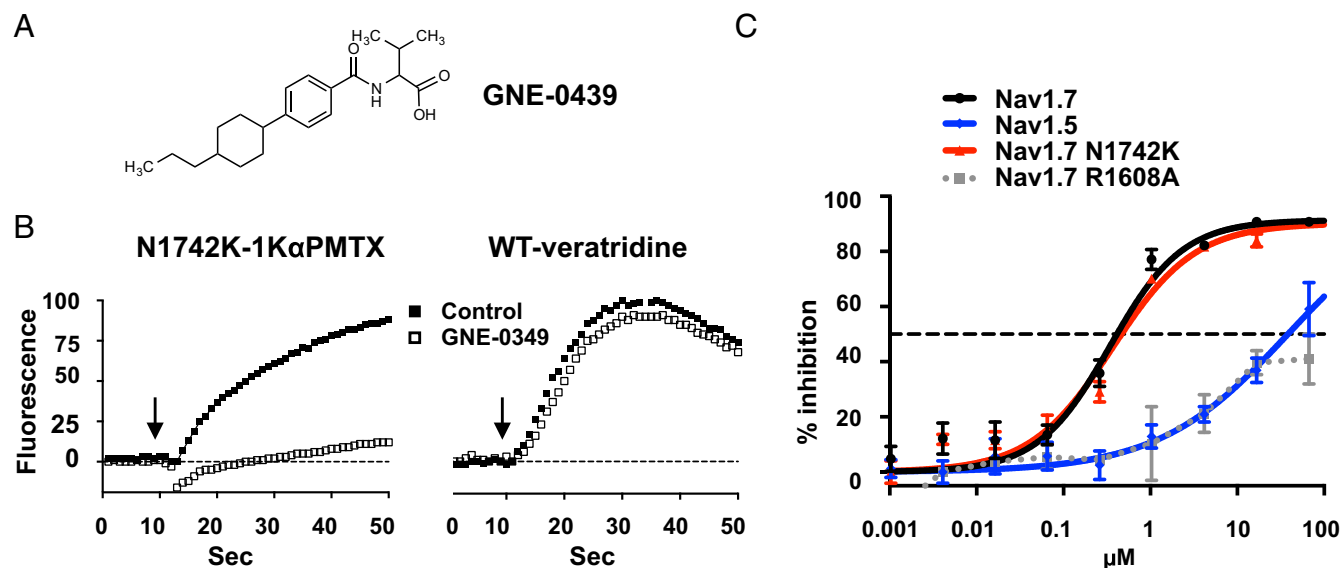 A
H₃C
CH₃
O
N
H
O
OH
H₃C
GNE-0439
B
N1742K-1KαPMTX
WT-veratridine
Fluorescence
100
75
50
25
0
Control
GNE-0349
0
10
20
30
40
50
Sec
0
10
20
30
40
50
Sec
C
Nav1.7
Nav1.5
Nav1.7 N1742K
Nav1.7 R1608A
% inhibition
100
80
60
40
20
0
0.001
0.01
0.1
1
10
100
µM